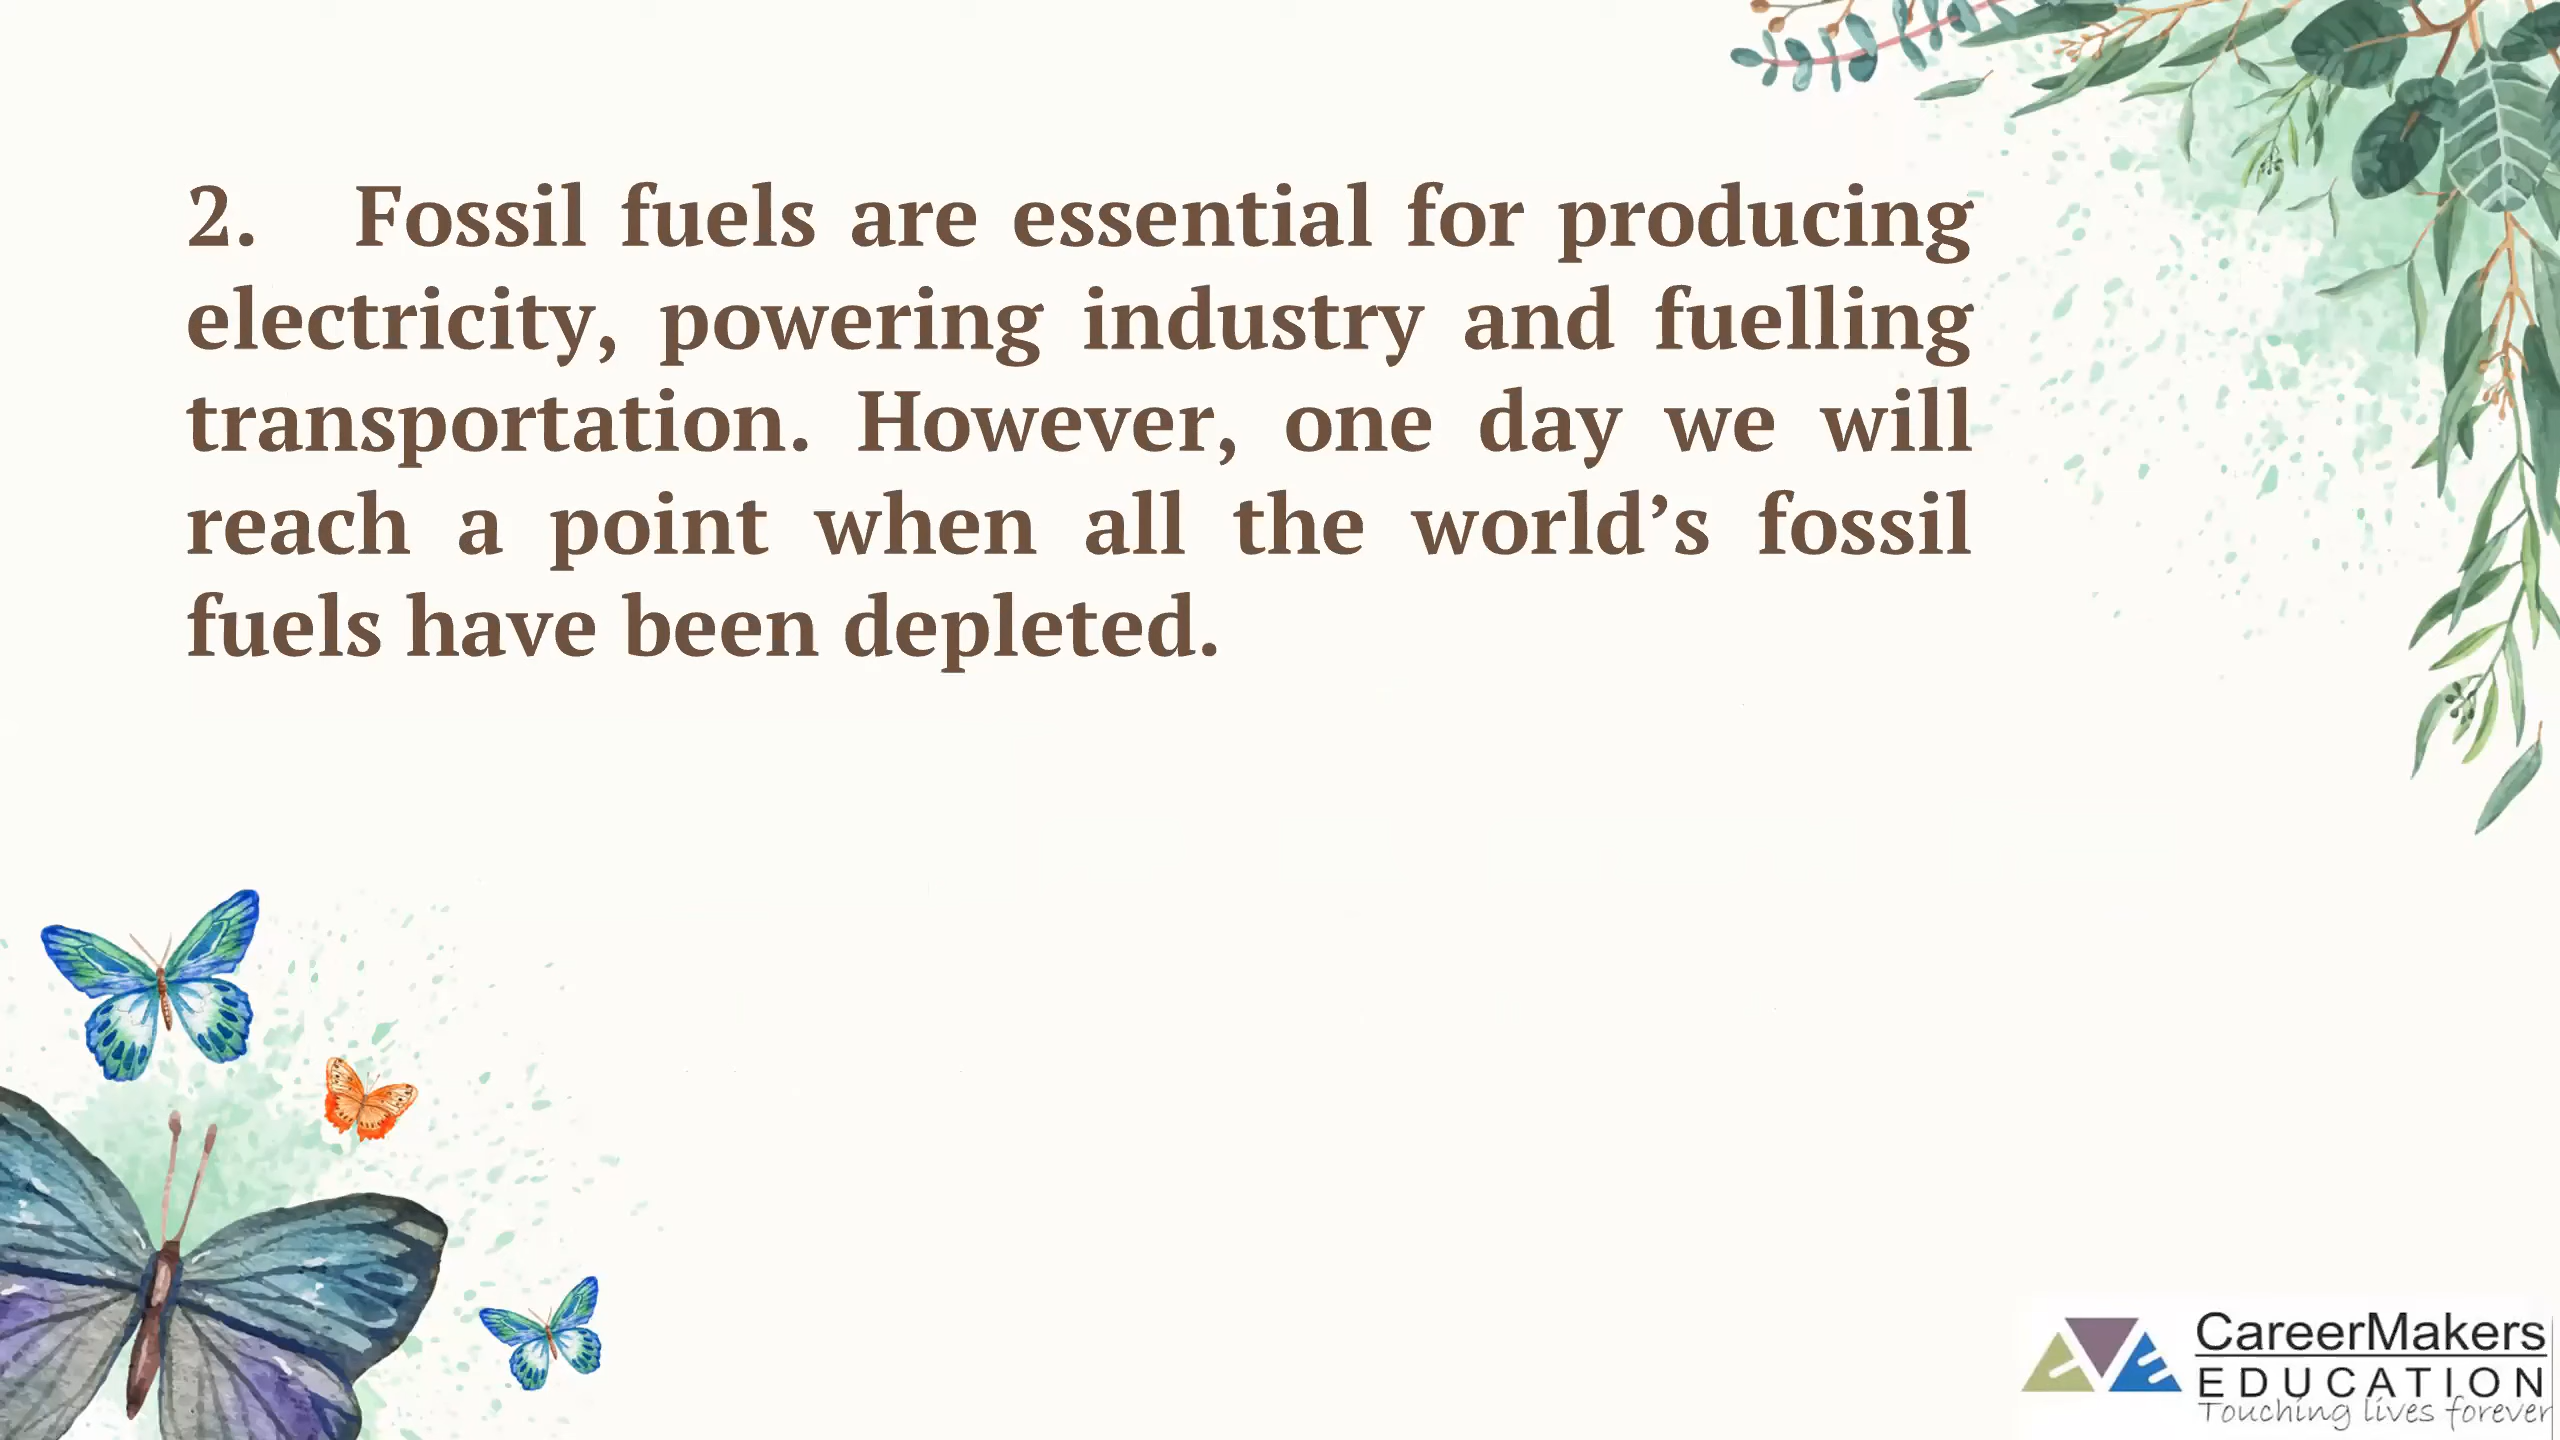 2. Fossil fuels are essential for producing
electricity, powering industry and fuelling
transportation. However, one day we will
reach a point when all the world’s fossil
fuels have been depleted.
CareerMakers
EDUCATION
Touching lives forever